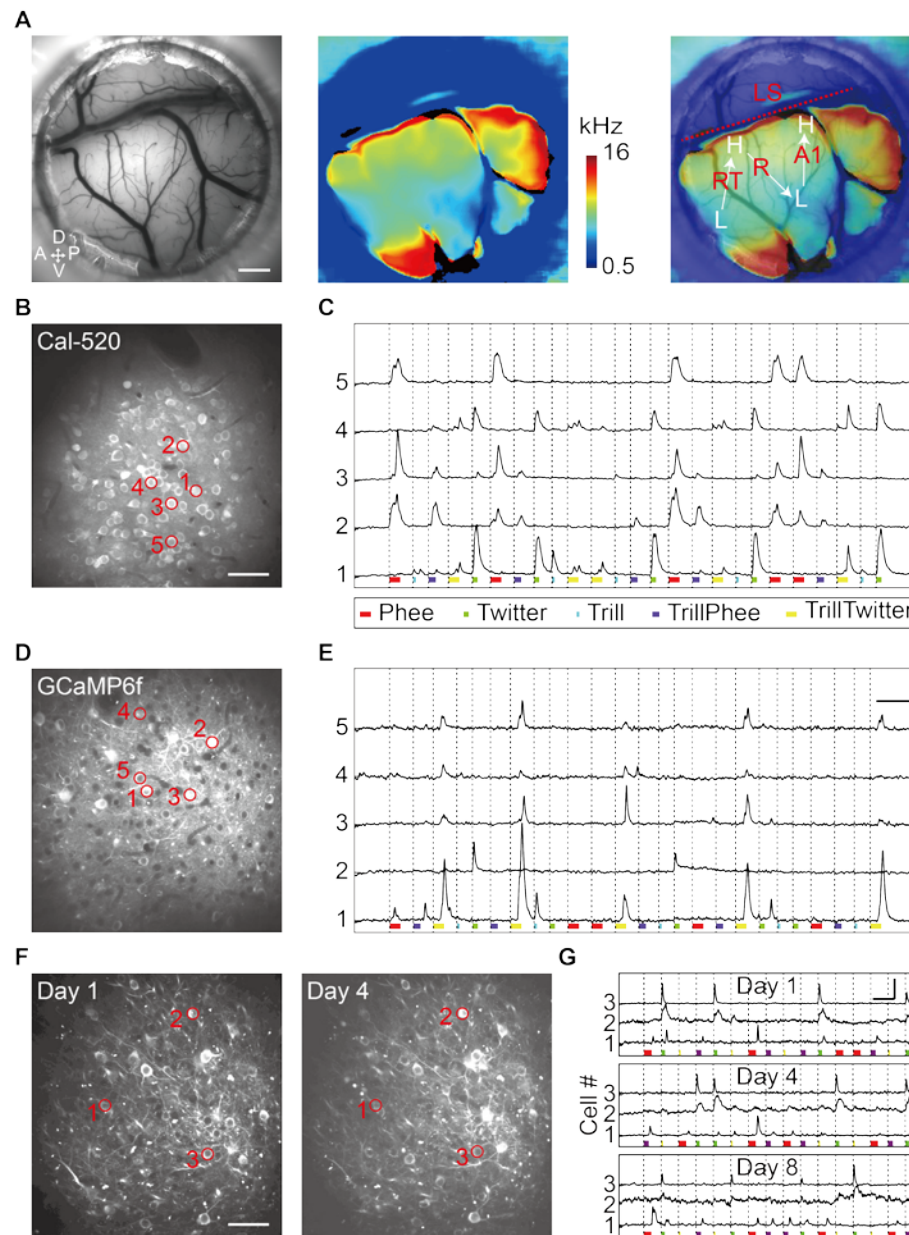 A
D
A P
V
kHz
16
0.5
LS
H
H
R
A1
RT
L
L
B
Cal-520
2
4
1
3
5
C
5
4
3
2
1
Phee Twitter Trill TrillPhee TrillTwitter
D
GCaMP6f
4
2
5
1
3
E
5
4
3
2
1
F
Day 1
2
1
3
Day 4
2
1
3
G
Cell #
Day 1
3
2
1
Day 4
3
2
1
Day 8
3
2
1